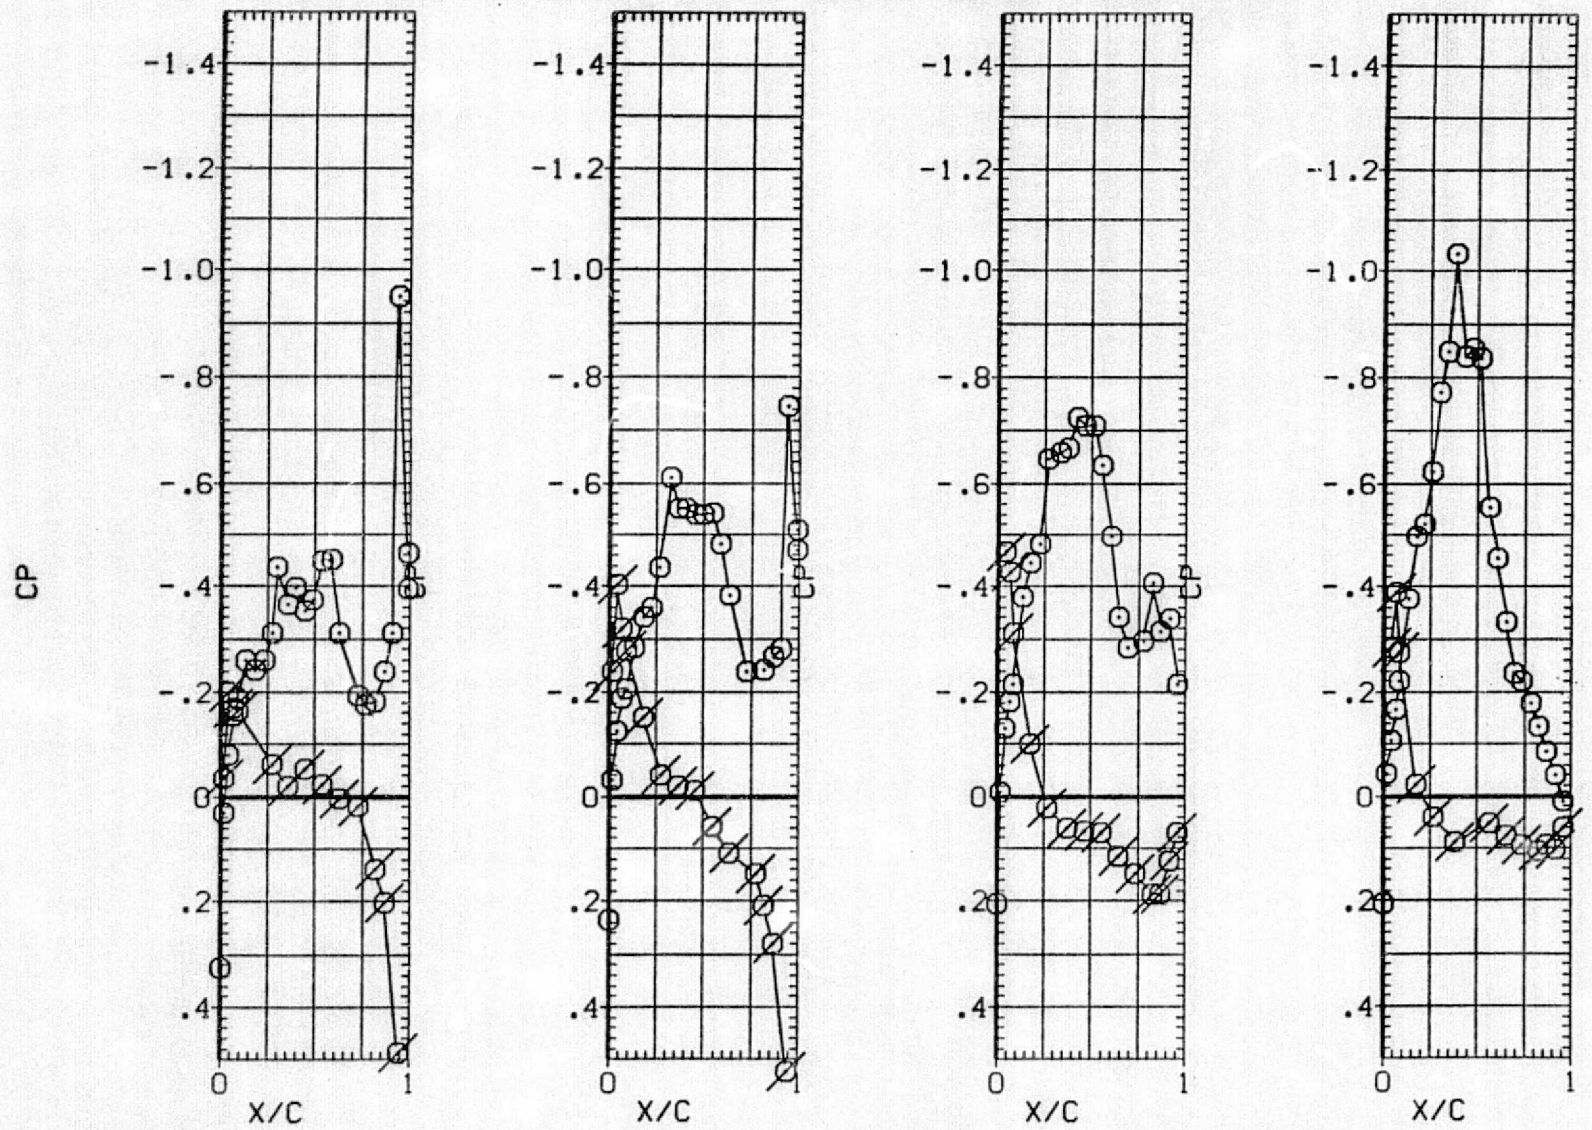 -1.4 -1.4 -1.4 -1.4
-1.2 -1.2 -1.2 -1.2
-1.0 -1.0 -1.0 -1.0
-.8 -.8 -.8 -.8
-.6 -.6 -.6 -.6
CP
-.4 CP -.4 CP -.4 CP -.4
-.2 -.2 -.2 -.2
0 0 0 0
.2 .2 .2 .2
.4 .4 .4 .4
0 1 0 1 0 1 0 1
X/C X/C X/C X/C